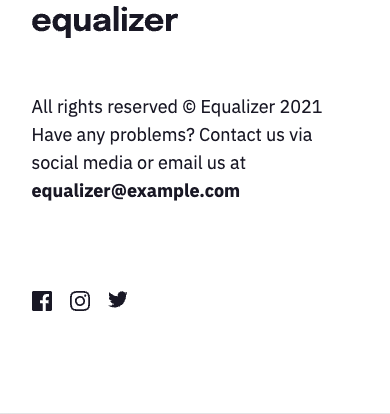 equalizer
All rights reserved © Equalizer 2021
Have any problems? Contact us via
social media or email us at
equalizer@example.com